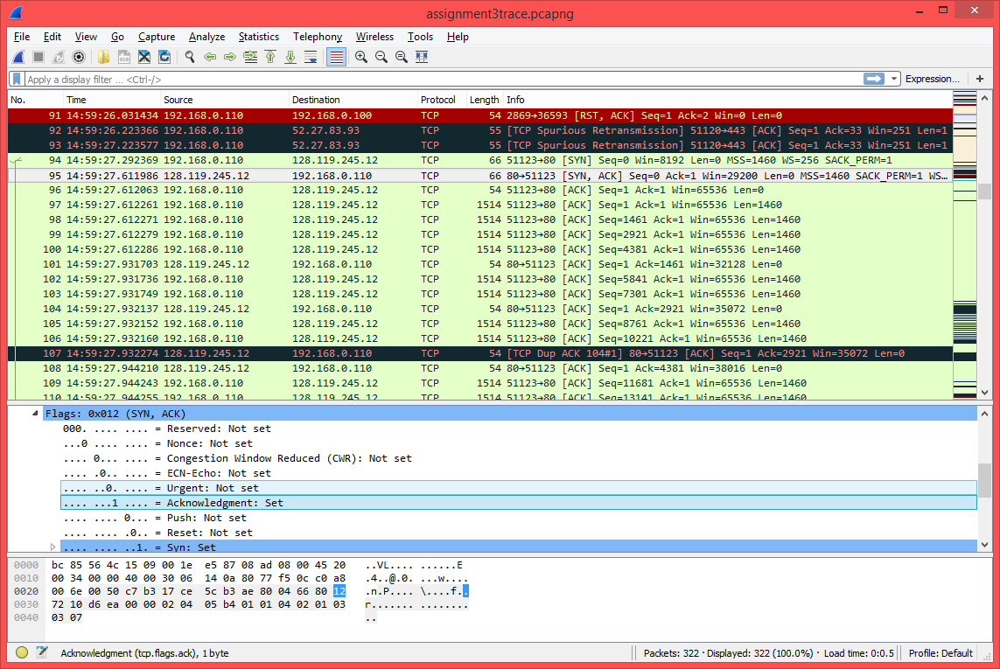 assignment3trace.pcapng
File Edit View Go Capture Analyze Statistics Telephony Wireless Tools Help
Apply a display filter ... <Ctrl-/> Expression... +
No. Time Source Destination Protocol Length Info
91 14:59:26.031434 192.168.0.110 192.168.0.100 TCP 54 2869→36593 [RST, ACK] Seq=1 Ack=2 Win=0 Len=0
92 14:59:26.223366 192.168.0.110 52.27.83.93 TCP 55 [TCP Spurious Retransmission] 51120→443 [ACK] Seq=1 Ack=33 Win=251 Len=1
93 14:59:27.223577 192.168.0.110 52.27.83.93 TCP 55 [TCP Spurious Retransmission] 51120→443 [ACK] Seq=1 Ack=33 Win=251 Len=1
94 14:59:27.292369 192.168.0.110 128.119.245.12 TCP 66 51123→80 [SYN] Seq=0 Win=8192 Len=0 MSS=1460 WS=256 SACK_PERM=1
95 14:59:27.611986 128.119.245.12 192.168.0.110 TCP 66 80→51123 [SYN, ACK] Seq=0 Ack=1 Win=29200 Len=0 MSS=1460 SACK_PERM=1 WS…
96 14:59:27.612063 192.168.0.110 128.119.245.12 TCP 54 51123→80 [ACK] Seq=1 Ack=1 Win=65536 Len=0
97 14:59:27.612261 192.168.0.110 128.119.245.12 TCP 1514 51123→80 [ACK] Seq=1 Ack=1 Win=65536 Len=1460
98 14:59:27.612271 192.168.0.110 128.119.245.12 TCP 1514 51123→80 [ACK] Seq=1461 Ack=1 Win=65536 Len=1460
99 14:59:27.612279 192.168.0.110 128.119.245.12 TCP 1514 51123→80 [ACK] Seq=2921 Ack=1 Win=65536 Len=1460
100 14:59:27.612286 192.168.0.110 128.119.245.12 TCP 1514 51123→80 [ACK] Seq=4381 Ack=1 Win=65536 Len=1460
101 14:59:27.931703 128.119.245.12 192.168.0.110 TCP 54 80→51123 [ACK] Seq=1 Ack=1461 Win=32128 Len=0
102 14:59:27.931736 192.168.0.110 128.119.245.12 TCP 1514 51123→80 [ACK] Seq=5841 Ack=1 Win=65536 Len=1460
103 14:59:27.931749 192.168.0.110 128.119.245.12 TCP 1514 51123→80 [ACK] Seq=7301 Ack=1 Win=65536 Len=1460
104 14:59:27.932137 128.119.245.12 192.168.0.110 TCP 54 80→51123 [ACK] Seq=1 Ack=2921 Win=35072 Len=0
105 14:59:27.932152 192.168.0.110 128.119.245.12 TCP 1514 51123→80 [ACK] Seq=8761 Ack=1 Win=65536 Len=1460
106 14:59:27.932160 192.168.0.110 128.119.245.12 TCP 1514 51123→80 [ACK] Seq=10221 Ack=1 Win=65536 Len=1460
107 14:59:27.932274 128.119.245.12 192.168.0.110 TCP 54 [TCP Dup ACK 104#1] 80→51123 [ACK] Seq=1 Ack=2921 Win=35072 Len=0
108 14:59:27.944210 128.119.245.12 192.168.0.110 TCP 54 80→51123 [ACK] Seq=1 Ack=4381 Win=38016 Len=0
109 14:59:27.944243 192.168.0.110 128.119.245.12 TCP 1514 51123→80 [ACK] Seq=11681 Ack=1 Win=65536 Len=1460
110 14:59:27.944255 192.168.0.110 128.119.245.12 TCP 1514 51123→80 [ACK] Seq=13141 Ack=1 Win=65536 Len=1460
Flags: 0x012 (SYN, ACK)
000. .... .... = Reserved: Not set
...0 .... .... = Nonce: Not set
.... 0... .... = Congestion Window Reduced (CWR): Not set
.... .0.. .... = ECN-Echo: Not set
.... ..0. .... = Urgent: Not set
.... ...1 .... = Acknowledgment: Set
.... .... 0... = Push: Not set
.... .... .0.. = Reset: Not set
.... .... ..1. = Syn: Set
0000 bc 85 56 4c 15 09 00 1e e5 87 08 ad 08 00 45 20 ..VL.... ......E
0010 00 34 00 00 40 00 30 06 14 0a 80 77 f5 0c c0 a8 .4..@.0. ...w....
0020 00 6e 00 50 c7 b3 17 ce 5c b3 ae 80 04 66 80 12 .n.P.... \....f..
0030 72 10 d6 ea 00 00 02 04 05 b4 01 01 04 02 01 03 r....... ........
0040 03 07 ..
Acknowledgment (tcp.flags.ack), 1 byte Packets: 322 · Displayed: 322 (100.0%) · Load time: 0:0.5 Profile: Default